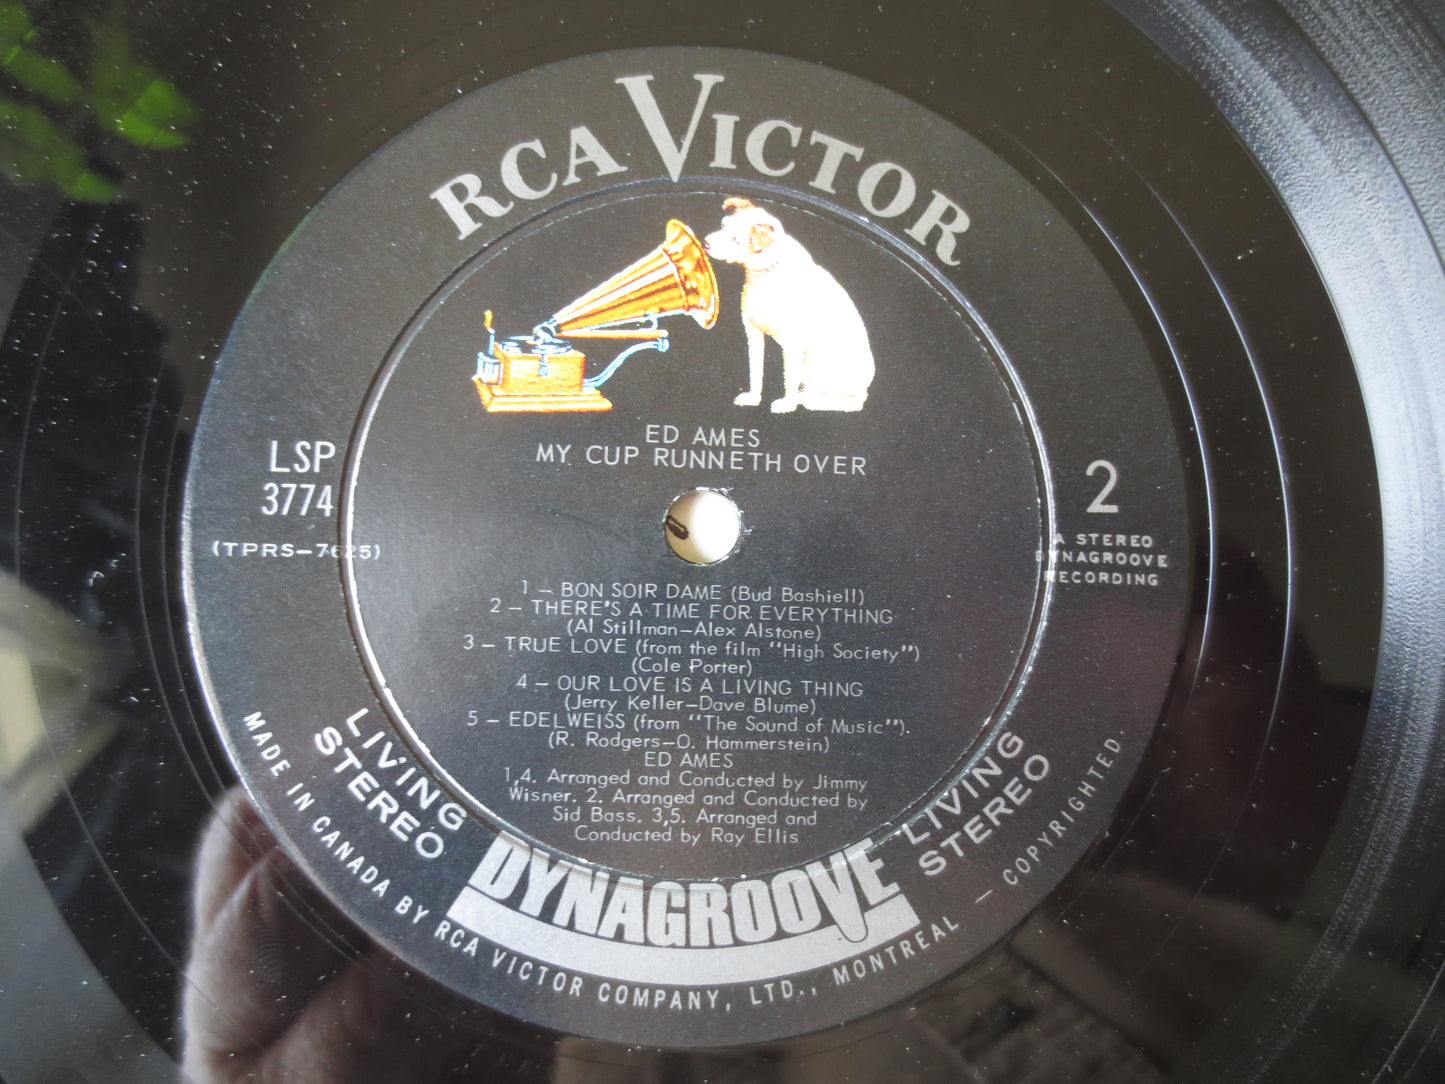 RCA VICTOR
ED AMES
MY CUP RUNNETH OVER
LSP
3774
(TPRS-7625)
2
A STEREO
DYNAGROOVE
RECORDING
1 – BON SOIR DAME (Bud Bashiell)
2 – THERE'S A TIME FOR EVERYTHING
(Al Stillman–Alex Alstone)
3 – TRUE LOVE (from the film "High Society")
(Cole Porter)
4 – OUR LOVE IS A LIVING THING
(Jerry Keller–Dave Blume)
5 – EDELWEISS (from "The Sound of Music").
(R. Rodgers–O. Hammerstein)
ED AMES
1,4. Arranged and Conducted by Jimmy
Wisner. 2. Arranged and Conducted by
Sid Bass. 3,5. Arranged and
Conducted by Ray Ellis
LIVING
STEREO
DYNAGROOVE
LIVING
STEREO
MADE IN CANADA BY RCA VICTOR COMPANY, LTD., MONTREAL — COPYRIGHTED.